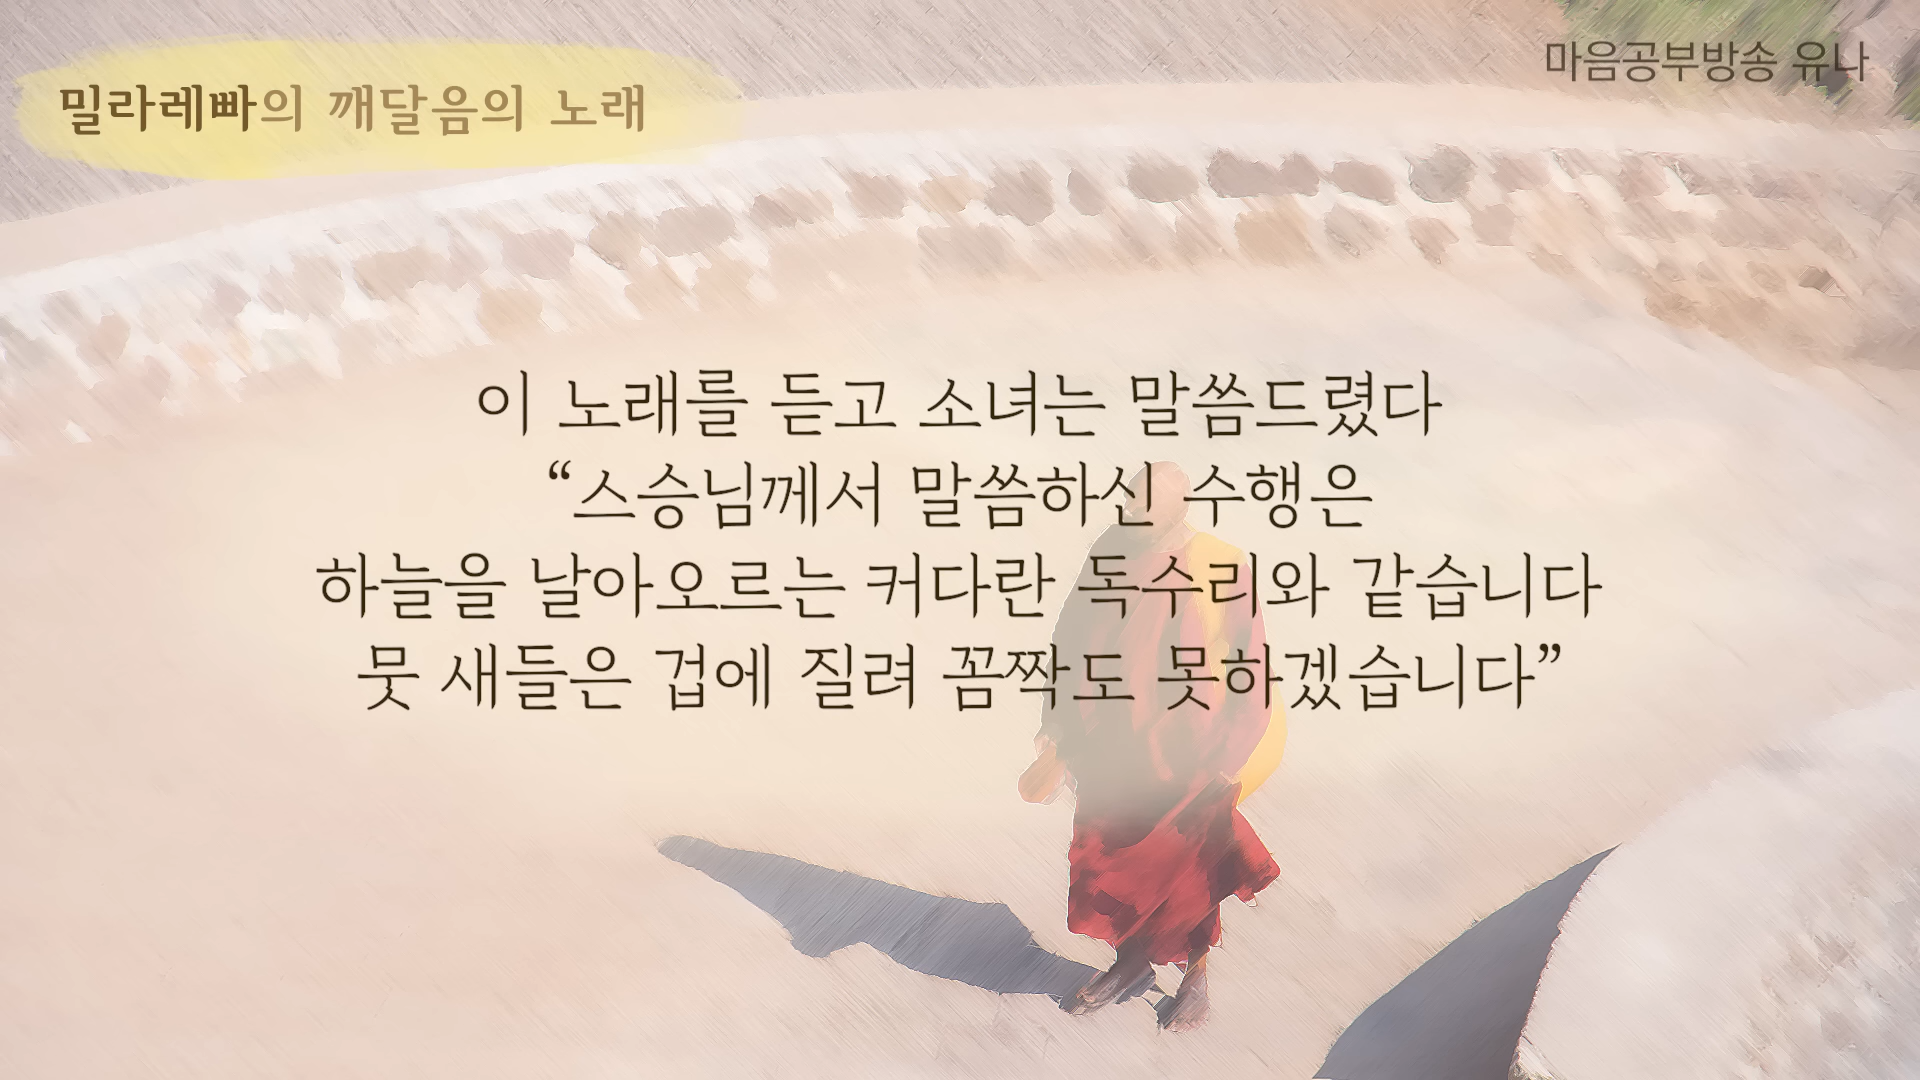 밀라레빠의 깨달음의 노래
마음공부방송 유나
이 노래를 듣고 소녀는 말씀드렸다
“스승님께서 말씀하신 수행은
하늘을 날아오르는 커다란 독수리와 같습니다
뭇 새들은 겁에 질려 꼼짝도 못하겠습니다”